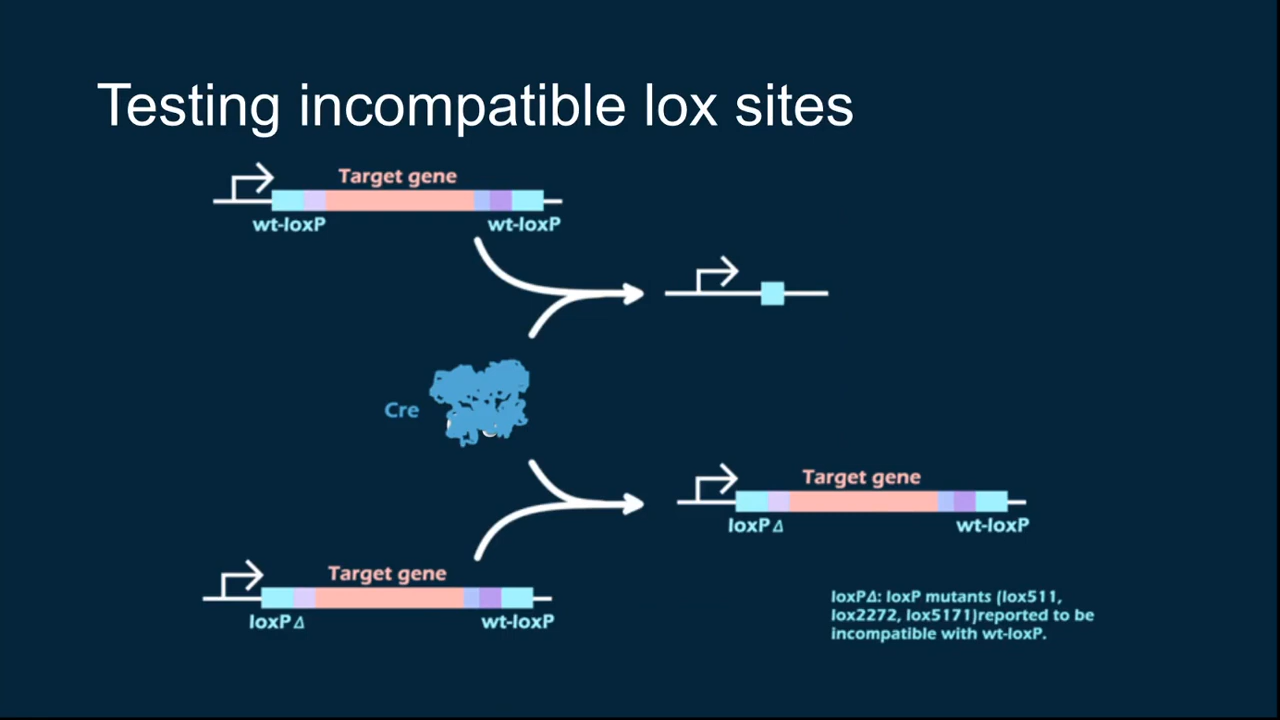 Testing incompatible lox sites
Target gene
wt-loxP wt-loxP
Cre
Target gene
loxPΔ wt-loxP
Target gene
loxPΔ wt-loxP
loxPΔ: loxP mutants (lox511,
lox2272, lox5171)reported to be
incompatible with wt-loxP.